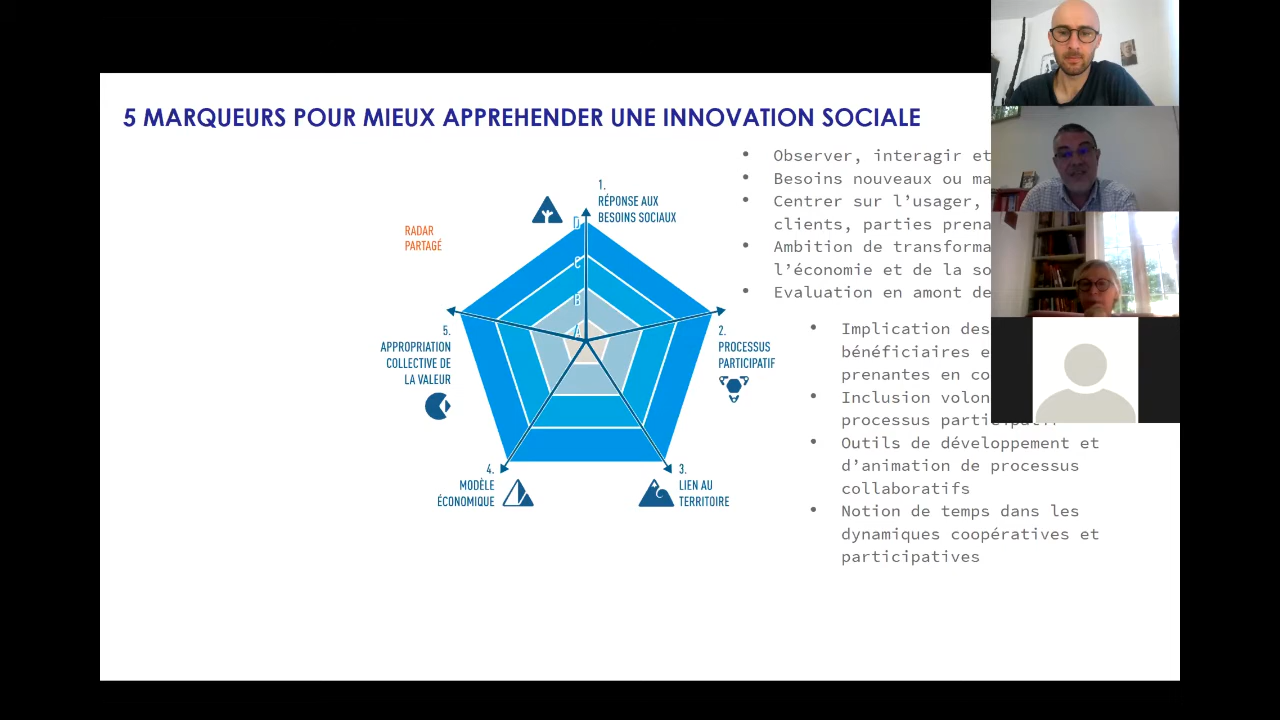 5 MARQUEURS POUR MIEUX APPREHENDER UNE INNOVATION SOCIALE
• Observer, interagir et
• Besoins nouveaux ou ma
• Centrer sur l’usager,
clients, parties prena
• Ambition de transforma
l’économie et de la so
• Evaluation en amont de
1.
RÉPONSE AUX
BESOINS SOCIAUX
RADAR
PARTAGÉ
D
C
B
A
5.
APPROPRIATION
COLLECTIVE DE
LA VALEUR
2.
PROCESSUS
PARTICIPATIF
4.
MODÈLE
ÉCONOMIQUE
3.
LIEN AU
TERRITOIRE
• Implication des
bénéficiaires e
prenantes en co
• Inclusion volon
processus participatif
• Outils de développement et
d’animation de processus
collaboratifs
• Notion de temps dans les
dynamiques coopératives et
participatives